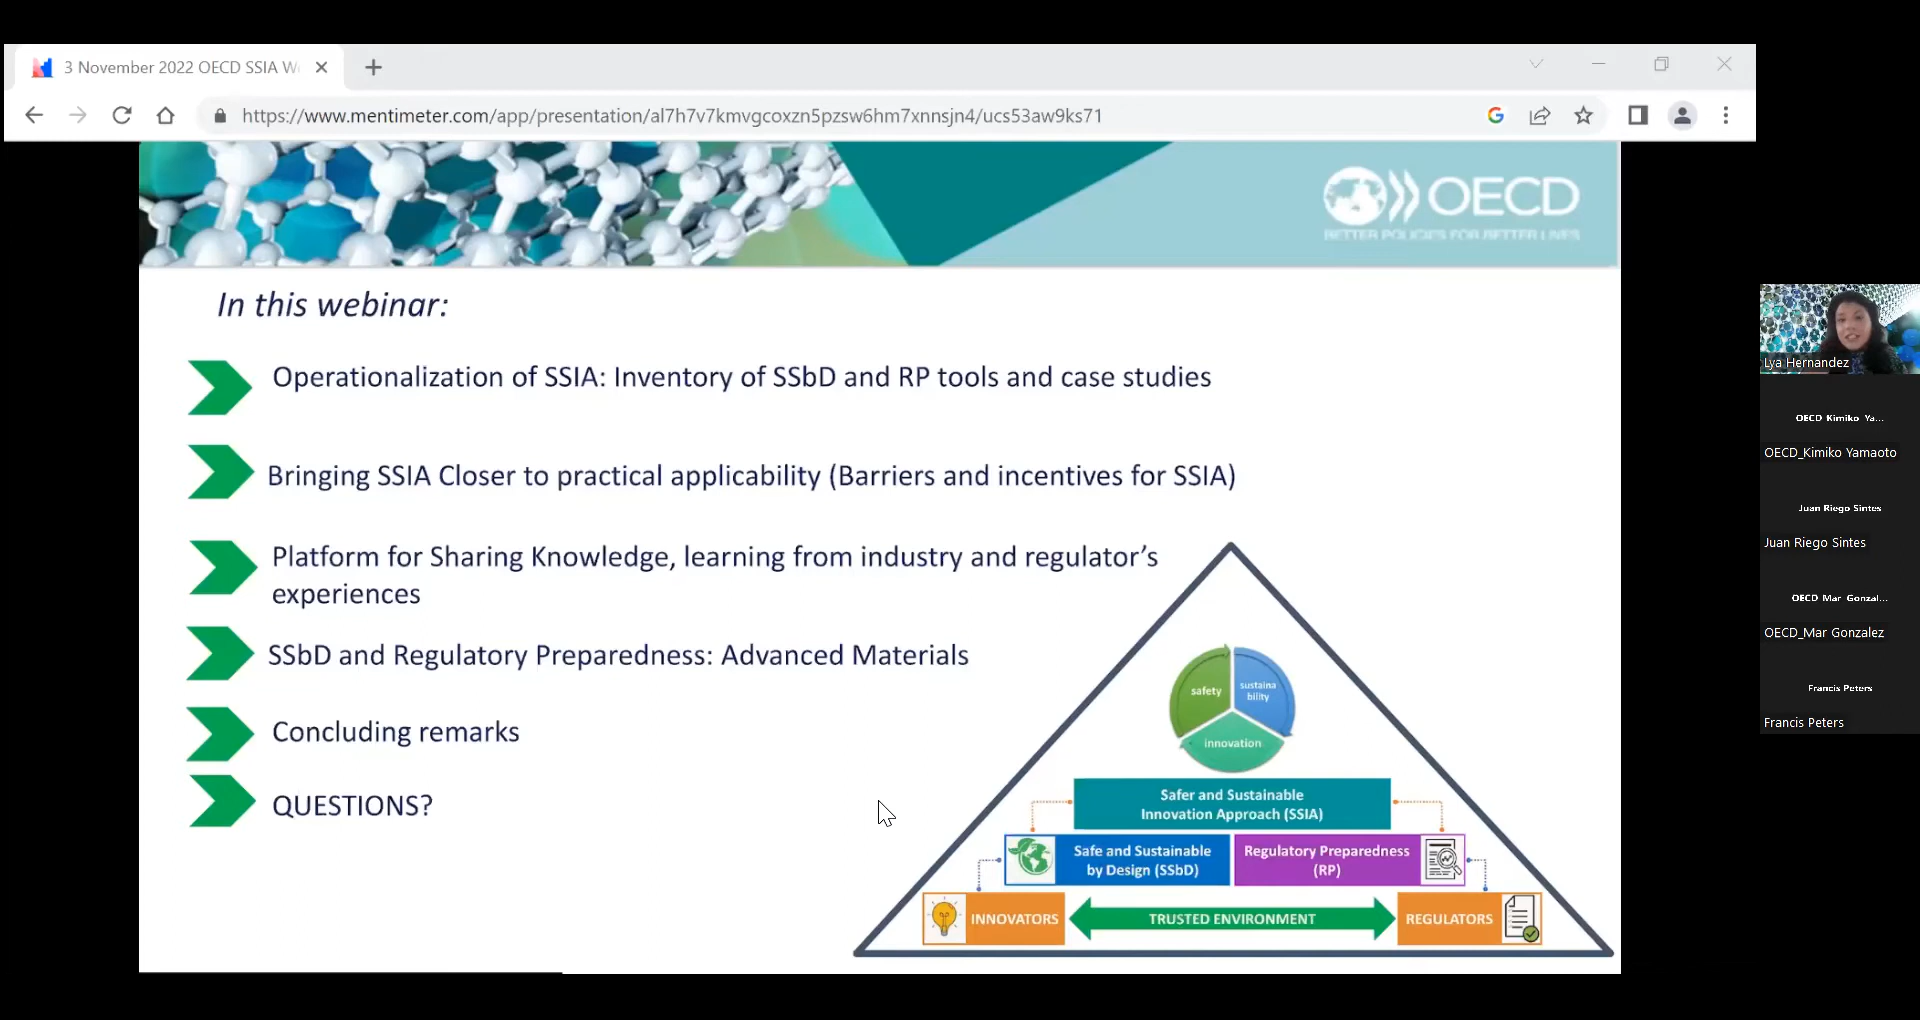 3 November 2022 OECD SSIA W
https://www.mentimeter.com/app/presentation/al7h7v7kmvgcoxzn5pzsw6hm7xnnsjn4/ucs53aw9ks71
OECD
BETTER POLICIES FOR BETTER LIVES
In this webinar:
Operationalization of SSIA: Inventory of SSbD and RP tools and case studies
Bringing SSIA Closer to practical applicability (Barriers and incentives for SSIA)
Platform for Sharing Knowledge, learning from industry and regulator’s
experiences
SSbD and Regulatory Preparedness: Advanced Materials
Concluding remarks
QUESTIONS?
safety
sustaina
bility
innovation
Safer and Sustainable
Innovation Approach (SSIA)
Safe and Sustainable
by Design (SSbD)
Regulatory Preparedness
(RP)
INNOVATORS
TRUSTED ENVIRONMENT
REGULATORS
Lya Hernandez
OECD Kimiko Ya...
OECD_Kimiko Yamaoto
Juan Riego Sintes
Juan Riego Sintes
OECD Mar Gonzal...
OECD_Mar Gonzalez
Francis Peters
Francis Peters